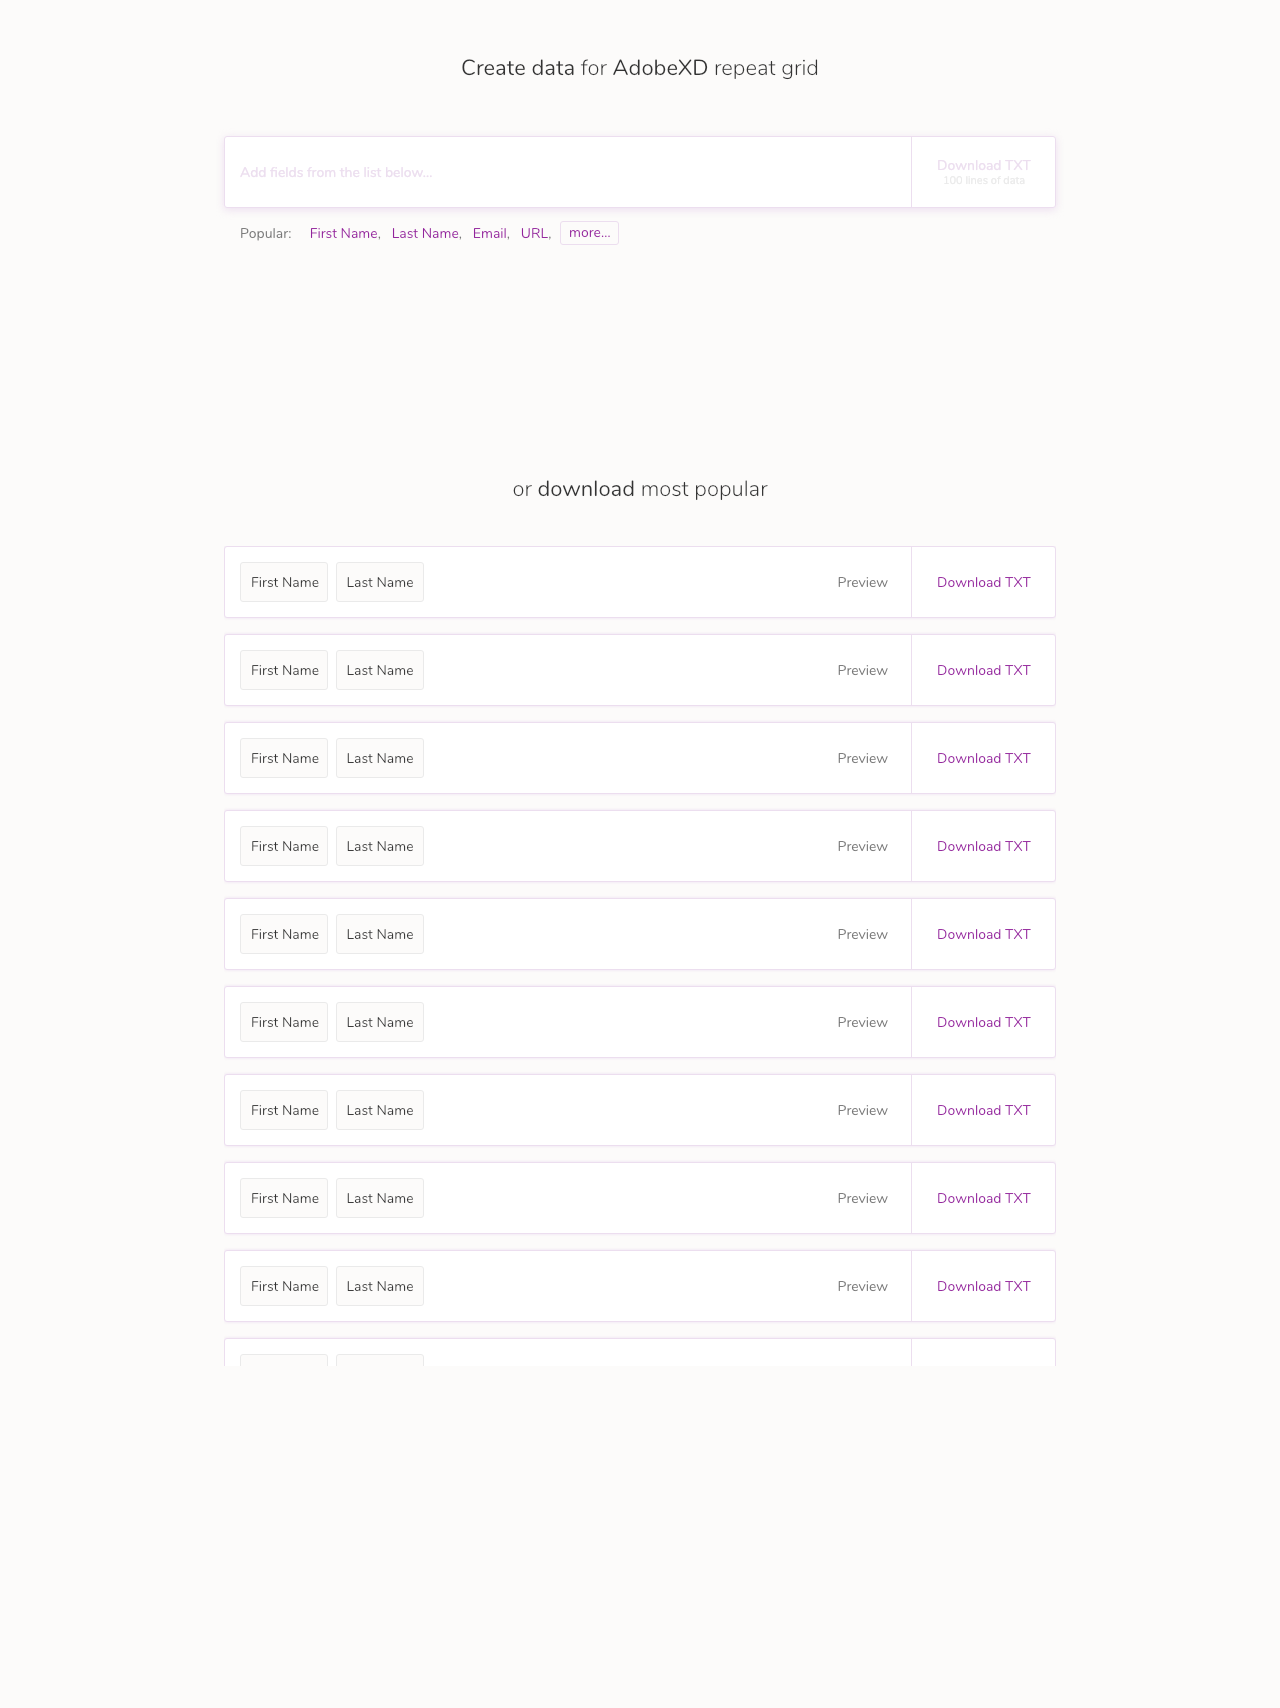 Create data for AdobeXD repeat grid
Add fields from the list below...
Download TXT
100 lines of data
Popular: First Name, Last Name, Email, URL, more...
or download most popular
First Name Last Name Preview Download TXT
First Name Last Name Preview Download TXT
First Name Last Name Preview Download TXT
First Name Last Name Preview Download TXT
First Name Last Name Preview Download TXT
First Name Last Name Preview Download TXT
First Name Last Name Preview Download TXT
First Name Last Name Preview Download TXT
First Name Last Name Preview Download TXT